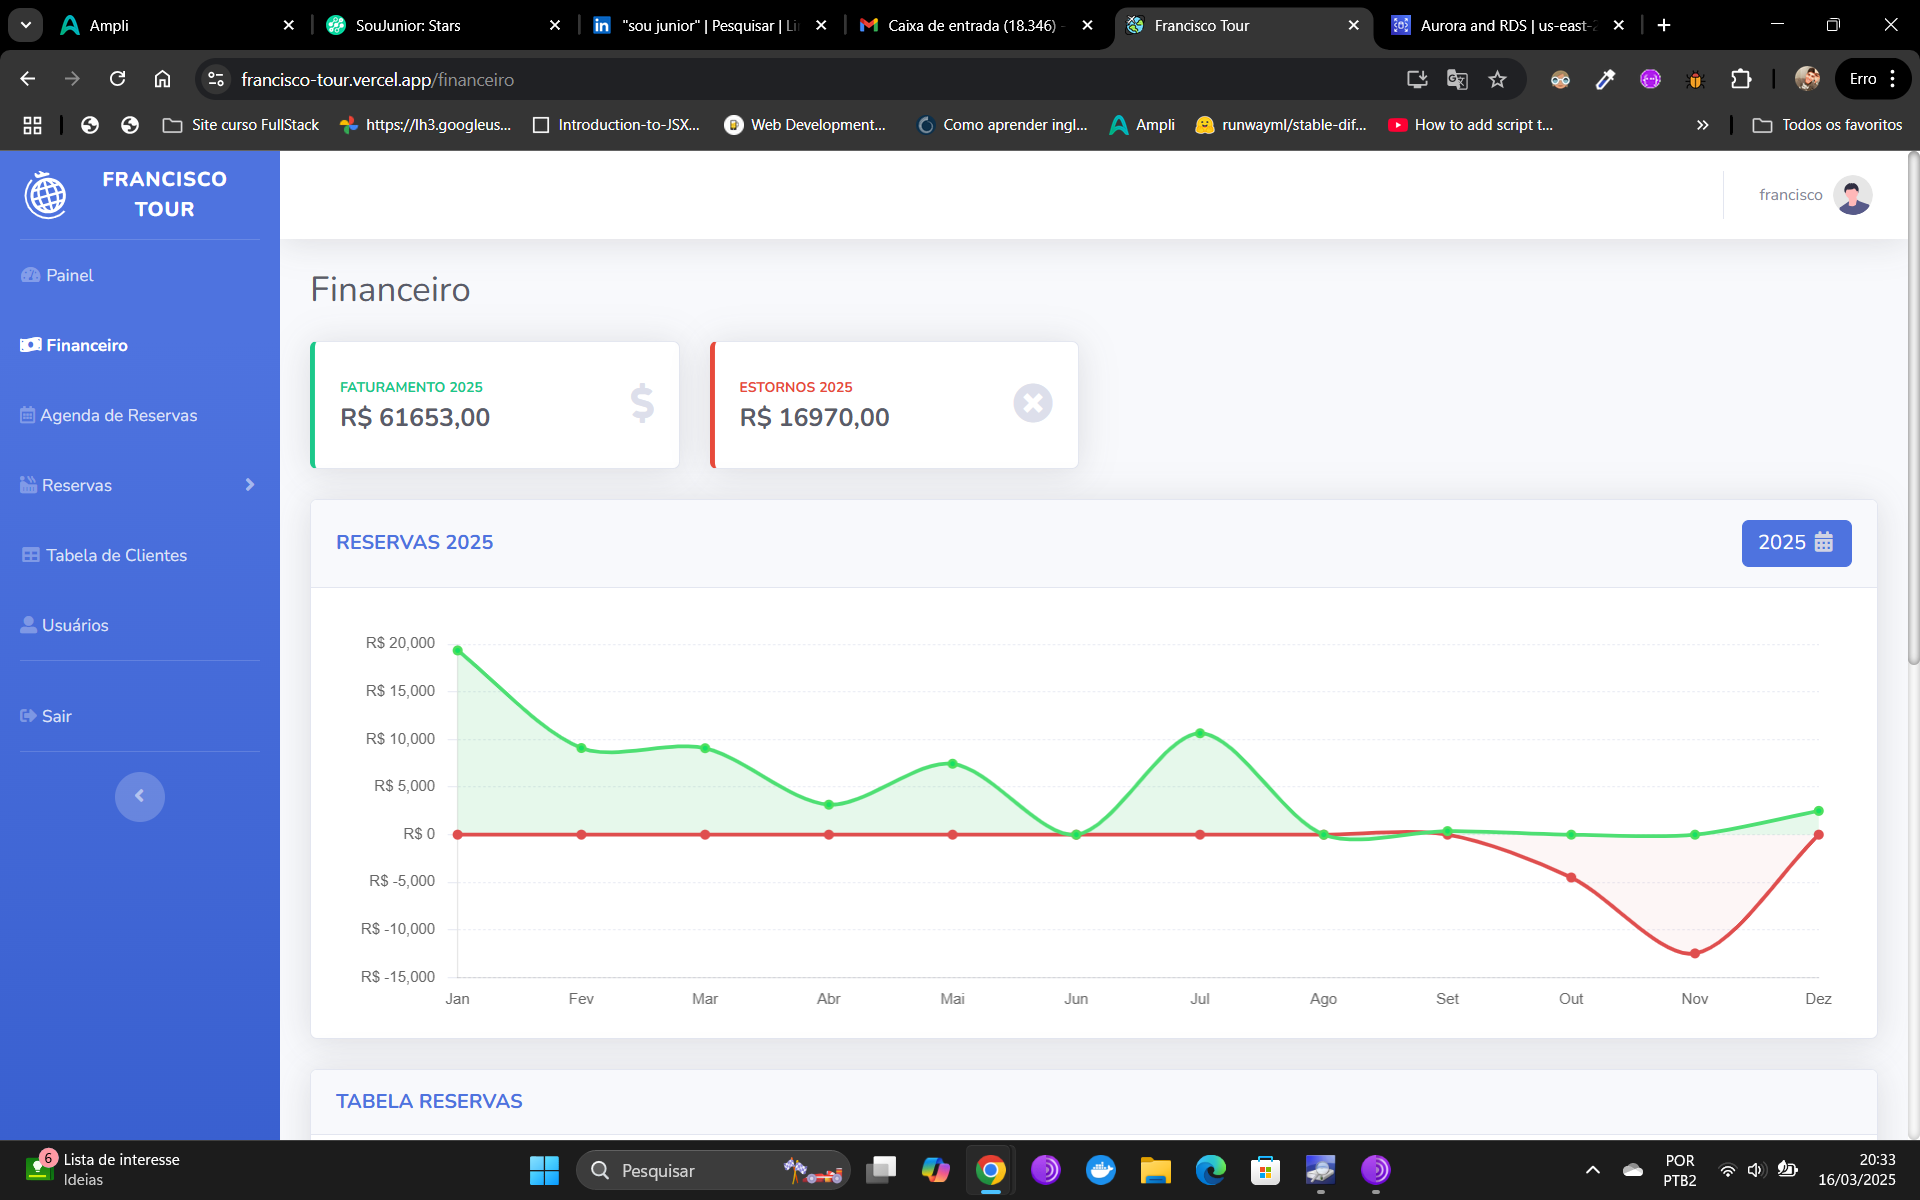 Ampli
SouJunior: Stars
"sou junior" | Pesquisar | Li
Caixa de entrada (18.346) -
Francisco Tour
Aurora and RDS | us-east-2
francisco-tour.vercel.app/financeiro
Erro
Site curso FullStack
https://lh3.googleus...
Introduction-to-JSX...
Web Development...
Como aprender ingl...
Ampli
runwayml/stable-dif...
How to add script t...
Todos os favoritos
FRANCISCO
TOUR
francisco
Painel
Financeiro
Agenda de Reservas
Reservas
Tabela de Clientes
Usuários
Sair
Financeiro
FATURAMENTO 2025
R$ 61653,00
ESTORNOS 2025
R$ 16970,00
RESERVAS 2025
2025
R$ 20,000
R$ 15,000
R$ 10,000
R$ 5,000
R$ 0
R$ -5,000
R$ -10,000
R$ -15,000
Jan Fev Mar Abr Mai Jun Jul Ago Set Out Nov Dez
TABELA RESERVAS
6
Lista de interesse
Ideias
Pesquisar
POR
PTB2
20:33
16/03/2025